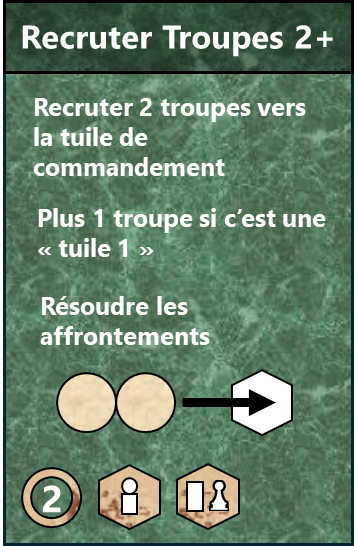 Recruter Troupes 2+
Recruter 2 troupes vers
la tuile de
commandement
Plus 1 troupe si c’est une
« tuile 1 »
Résoudre les
affrontements
2